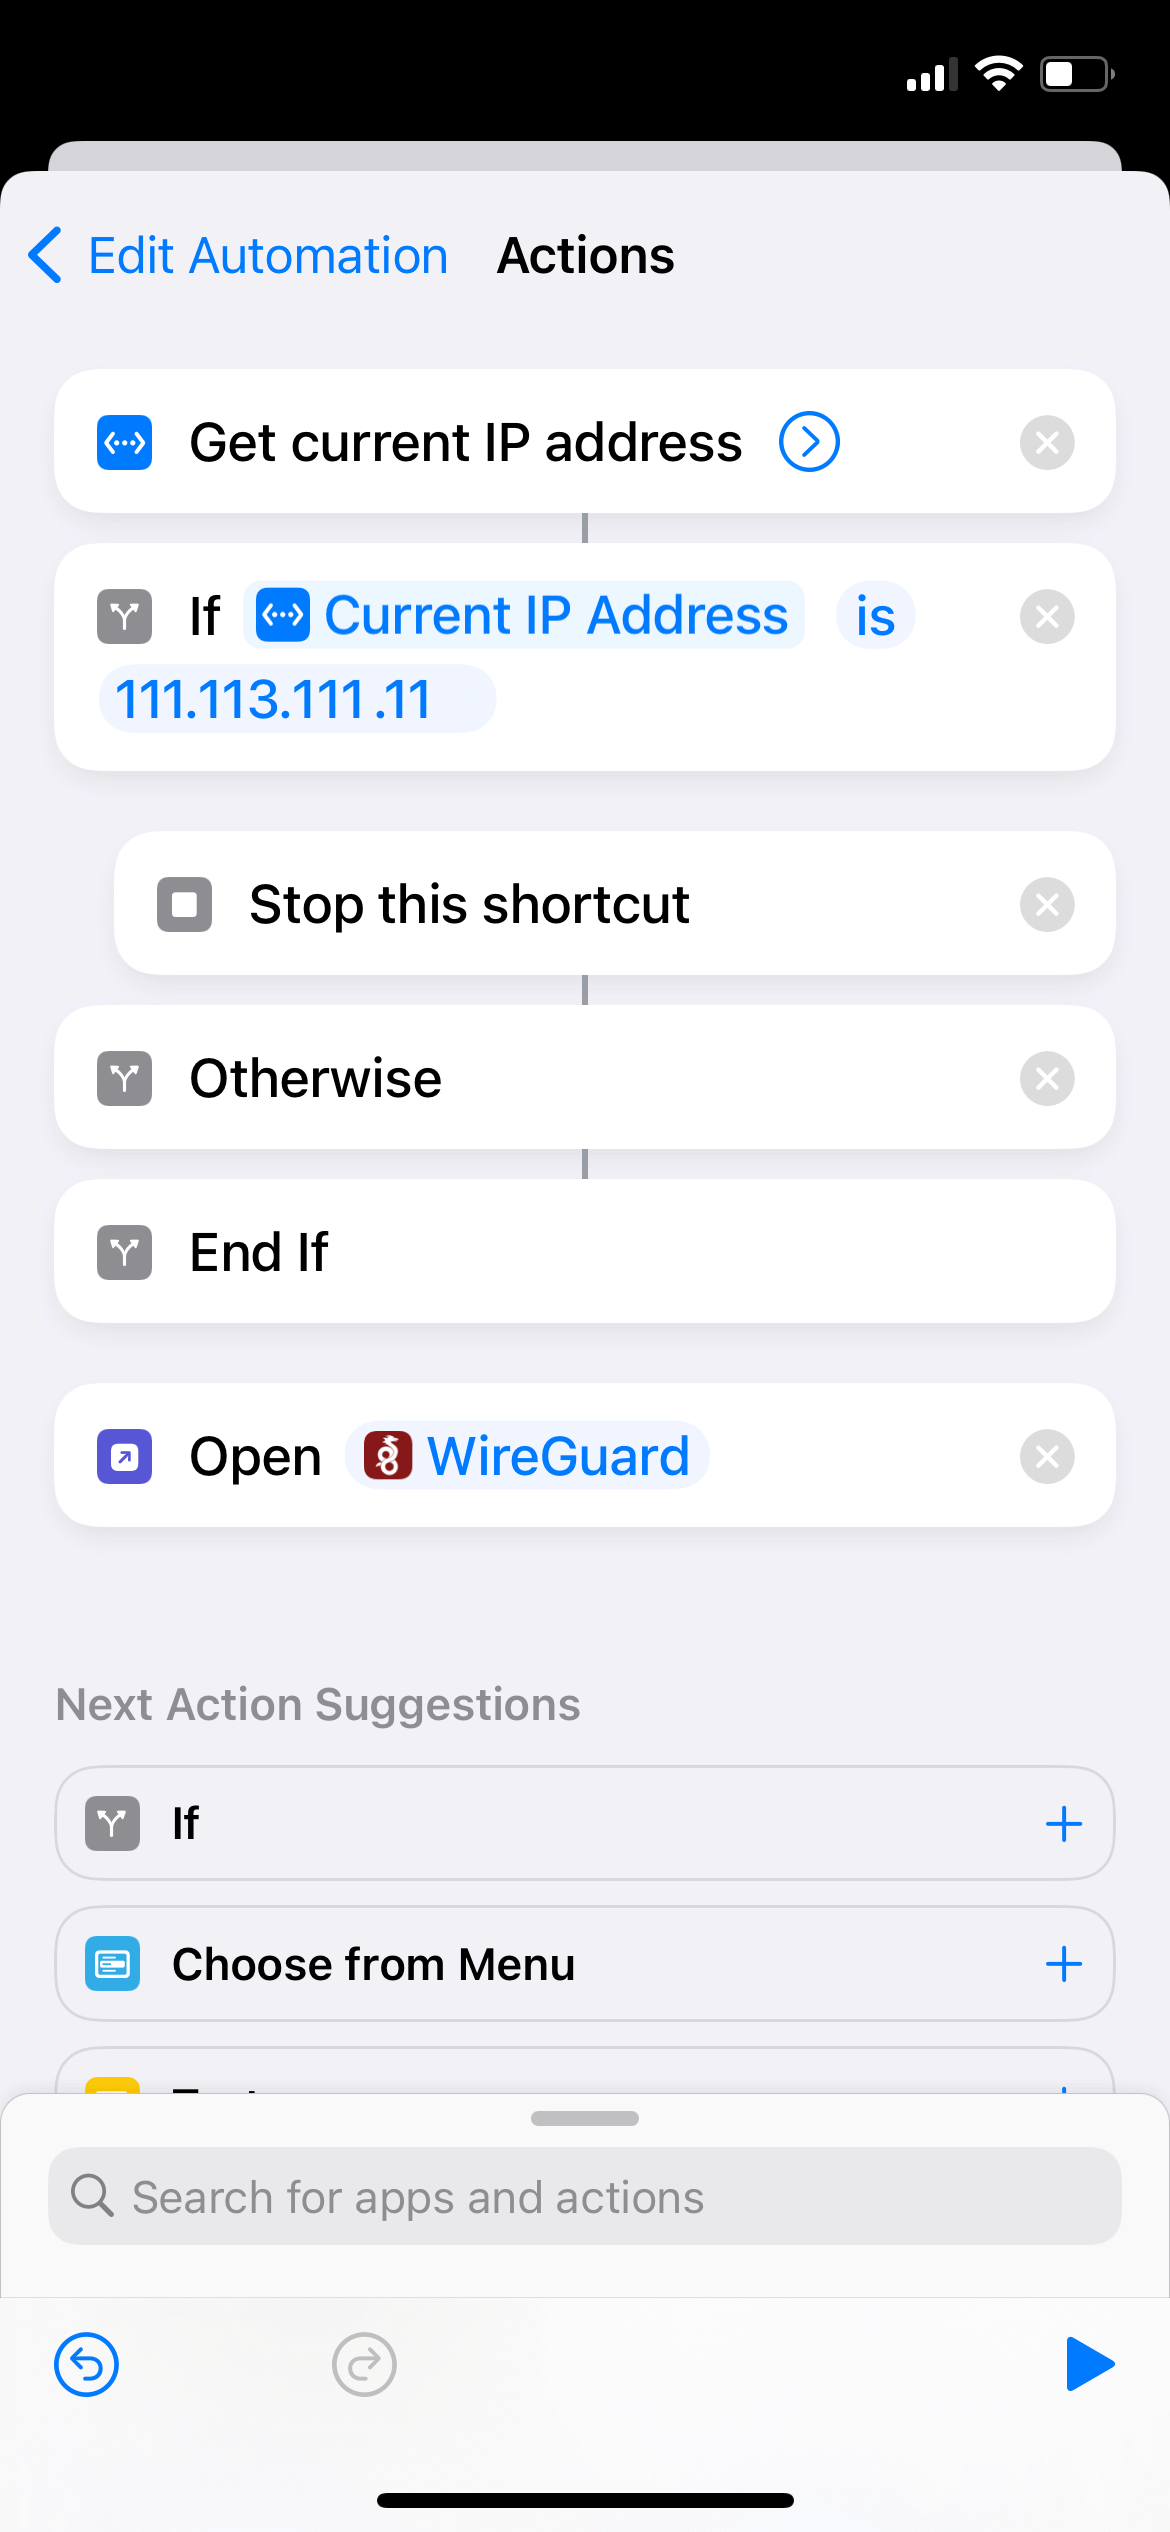 Edit Automation Actions
Get current IP address
If Current IP Address is
111.113.111.11
Stop this shortcut
Otherwise
End If
Open WireGuard
Next Action Suggestions
If
Choose from Menu
Search for apps and actions